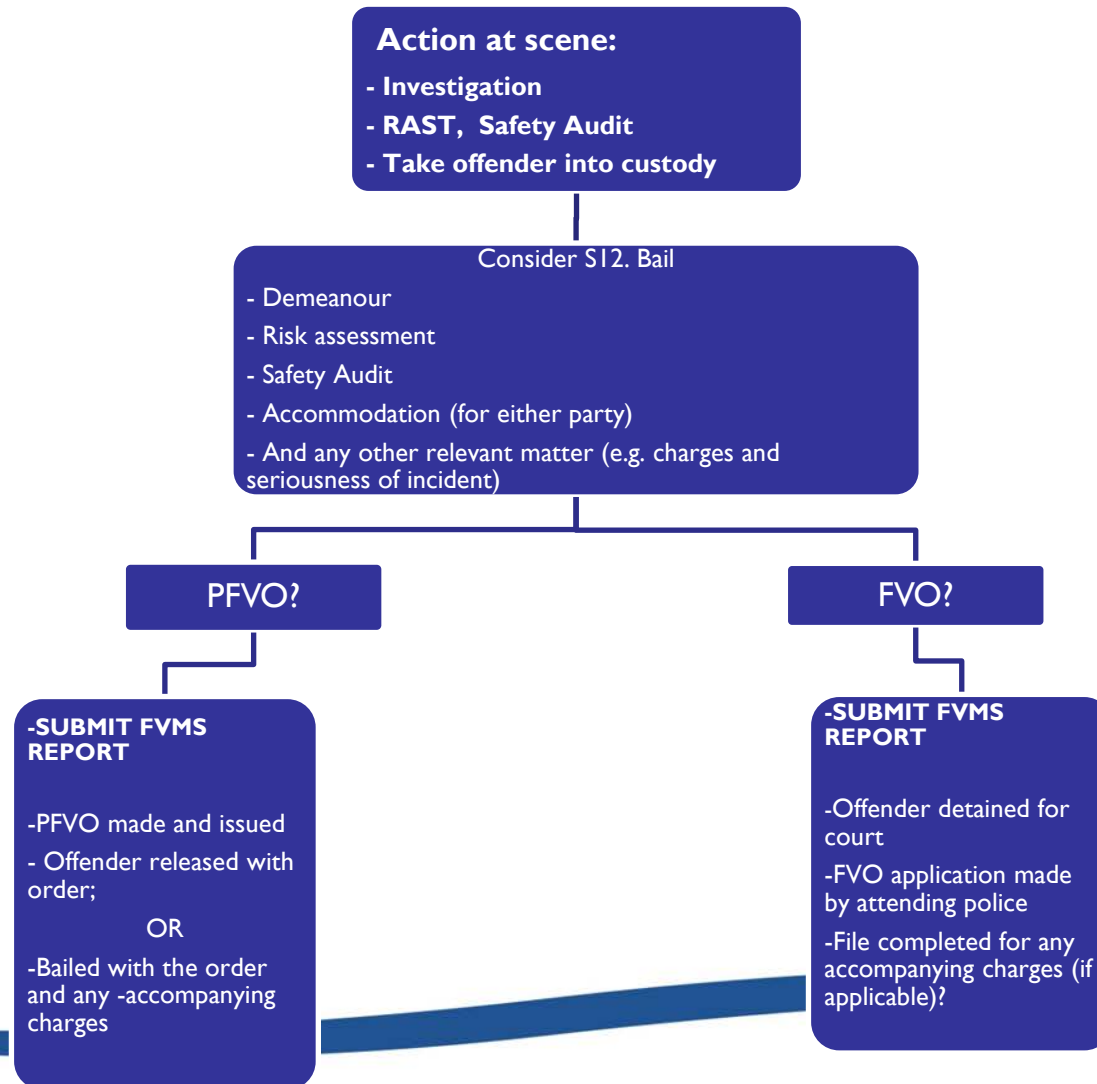 Action at scene:
- Investigation
- RAST, Safety Audit
- Take offender into custody
Consider S12. Bail
- Demeanour
- Risk assessment
- Safety Audit
- Accommodation (for either party)
- And any other relevant matter (e.g. charges and
seriousness of incident)
PFVO?
FVO?
-SUBMIT FVMS
REPORT
-PFVO made and issued
- Offender released with
order;
OR
-Bailed with the order
and any -accompanying
charges
-SUBMIT FVMS
REPORT
-Offender detained for
court
-FVO application made
by attending police
-File completed for any
accompanying charges (if
applicable)?